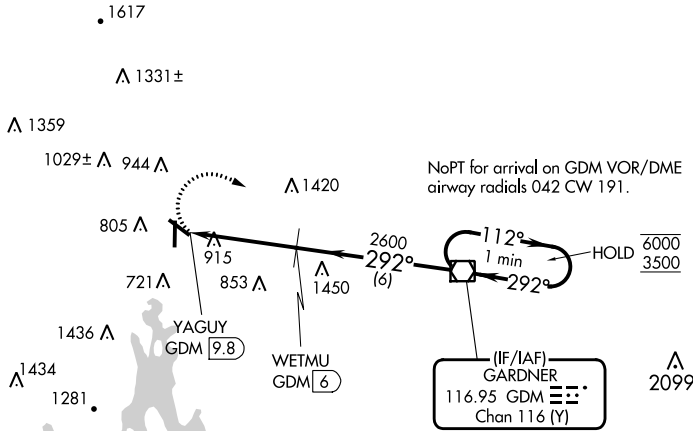 1617
1331±
1359
1029±
944
NoPT for arrival on GDM VOR/DME
airway radials 042 CW 191.
1420
805
915
2600
292°
(6)
112°
1 min
292°
HOLD
6000
3500
721
853
1450
YAGUY
GDM 9.8
WETMU
GDM 6
1436
1434
1281
(IF/IAF)
GARDNER
116.95 GDM
Chan 116 (Y)
2099